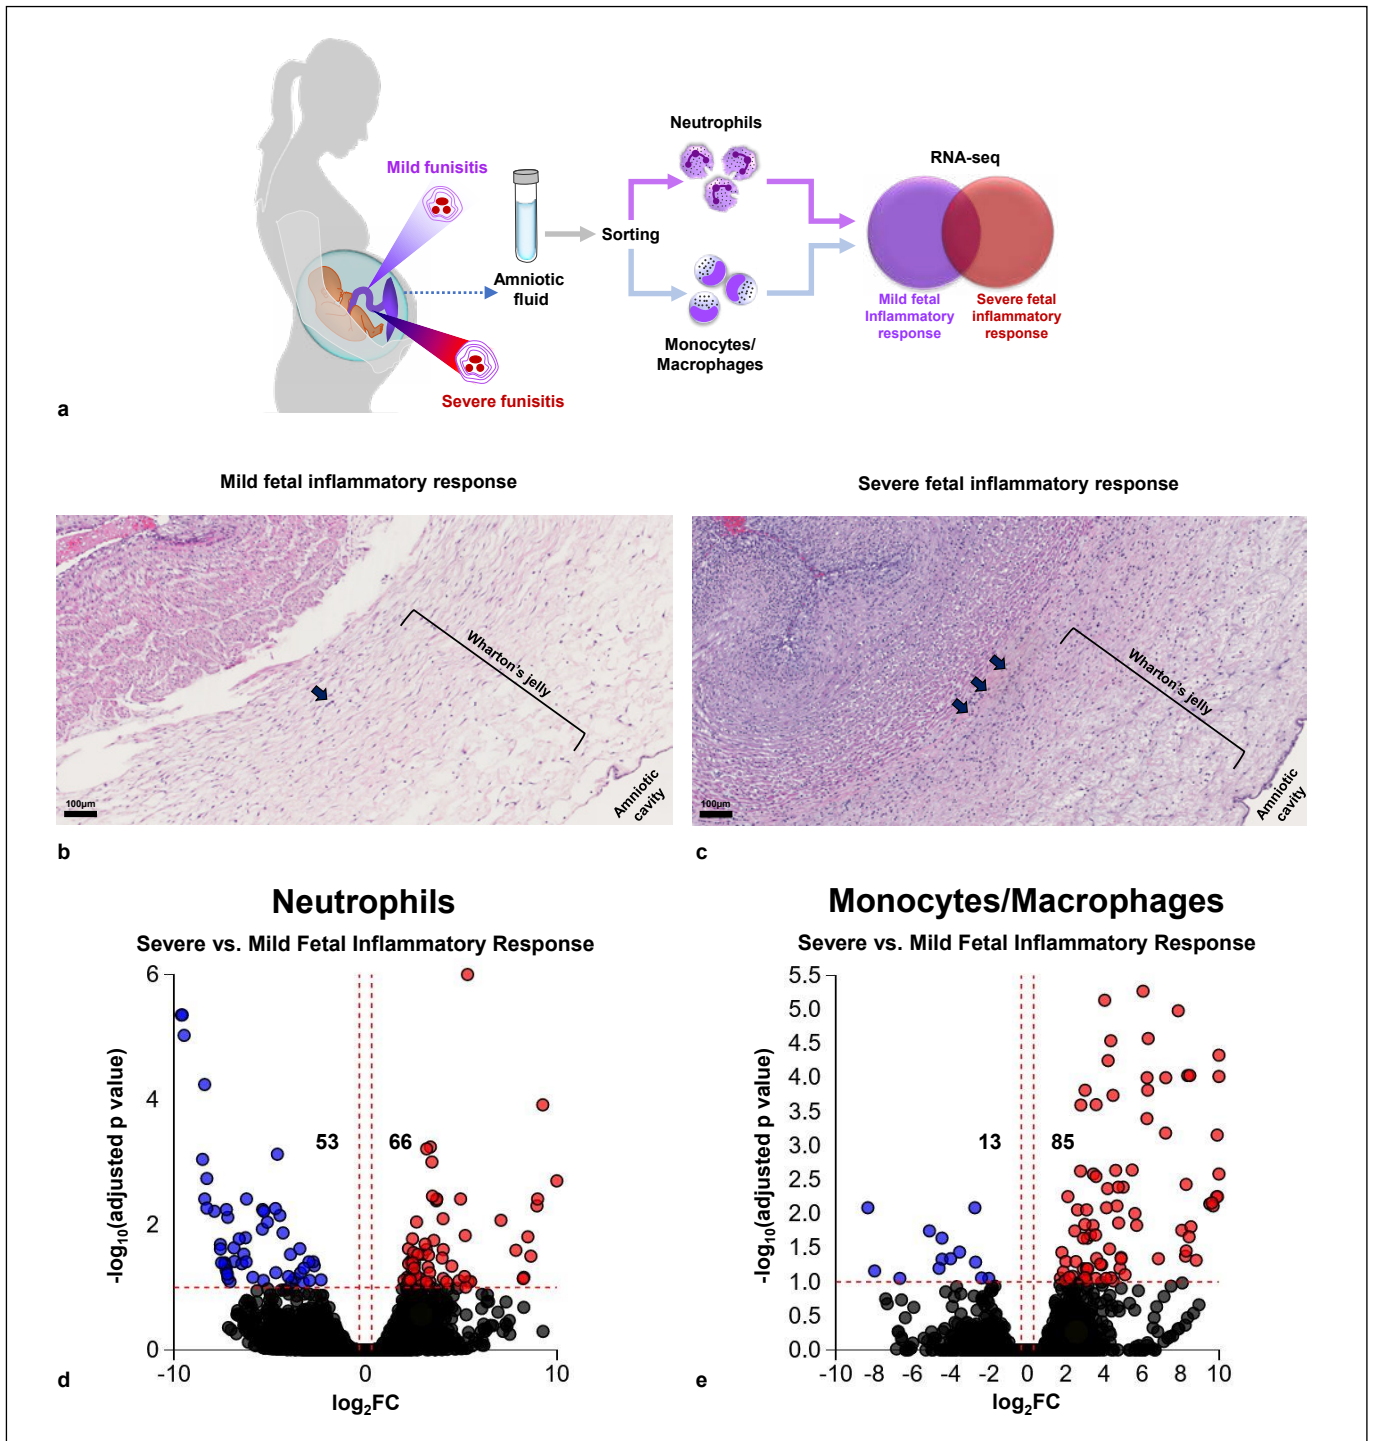 Neutrophils
RNA-seq
Mild funisitis
Sorting
Amniotic
fluid
Mild fetal
Inflammatory
response
Severe fetal
inflammatory
response
Monocytes/
Macrophages
Severe funisitis
a
Mild fetal inflammatory response
Wharton's jelly
100µm
Amniotic
cavity
b
Severe fetal inflammatory response
Wharton's jelly
100µm
Amniotic
cavity
c
Neutrophils
Severe vs. Mild Fetal Inflammatory Response
6
4
2
0
-log10(adjusted p value)
53
66
-10
0
10
log2FC
d
Monocytes/Macrophages
Severe vs. Mild Fetal Inflammatory Response
5.5
5.0
4.5
4.0
3.5
3.0
2.5
2.0
1.5
1.0
0.5
0.0
-log10(adjusted p value)
13
85
-10 -8 -6 -4 -2 0 2 4 6 8 10
log2FC
e